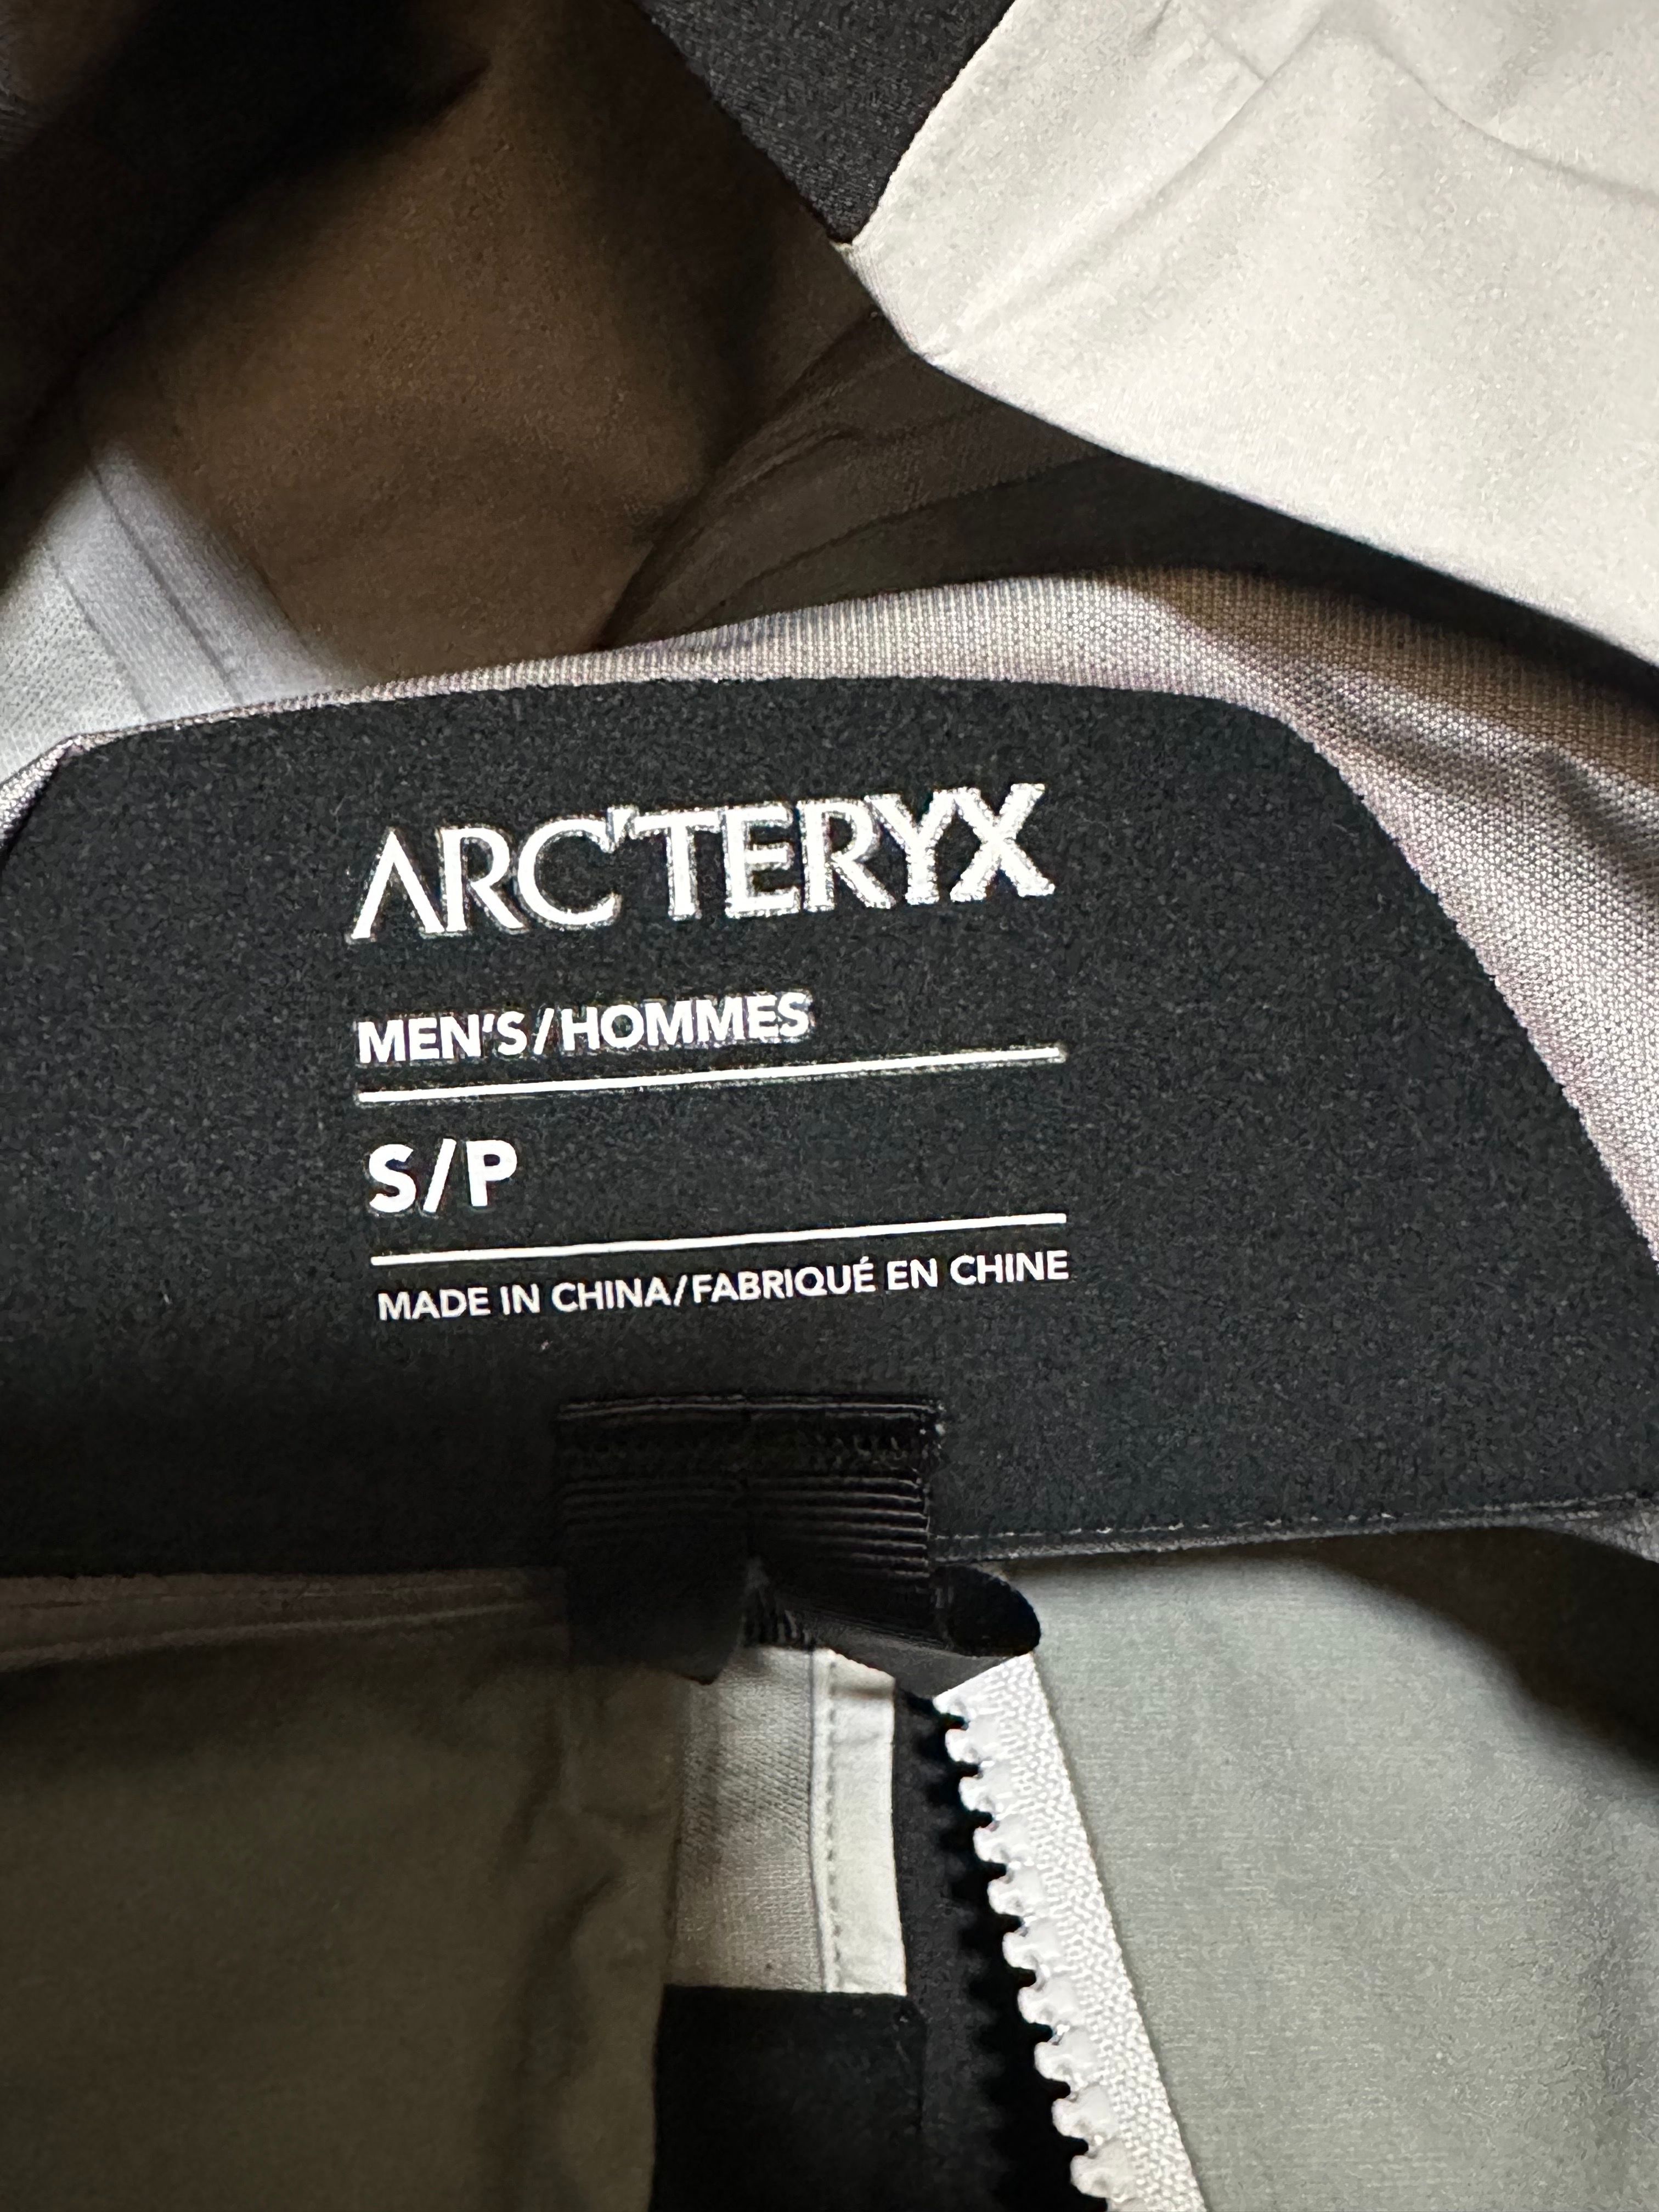 ARC'TERYX
MEN'S/HOMMES
S/P
MADE IN CHINA/FABRIQUÉ EN CHINE